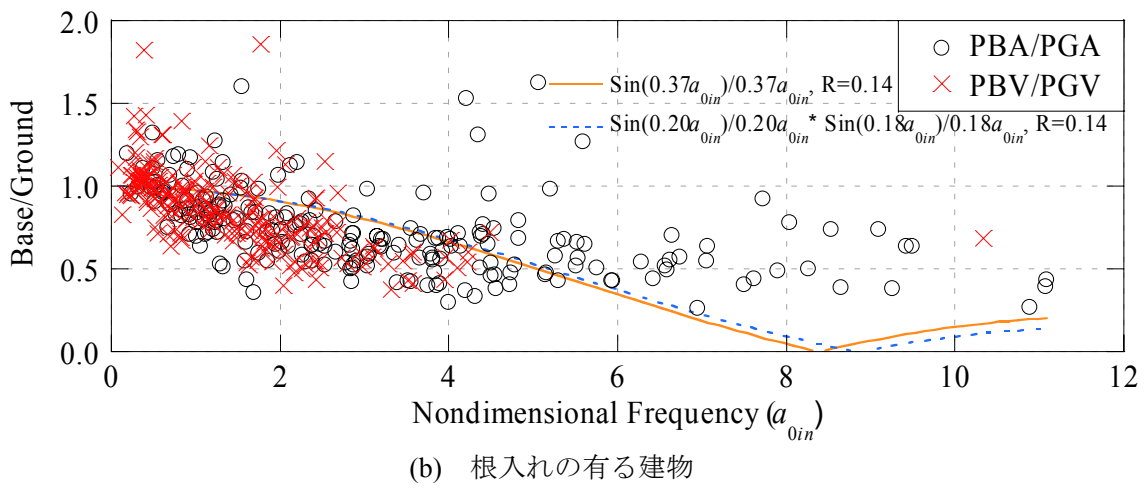 2.0
1.5
1.0
0.5
0.0
Base/Ground
PBA/PGA
PBV/PGV
Sin(0.37a0in)/0.37a0in, R=0.14
Sin(0.20a0in)/0.20a0in* Sin(0.18a0in)/0.18a0in, R=0.14
0 2 4 6 8 10 12
Nondimensional Frequency (a0in)
(b) 根入れの有る建物